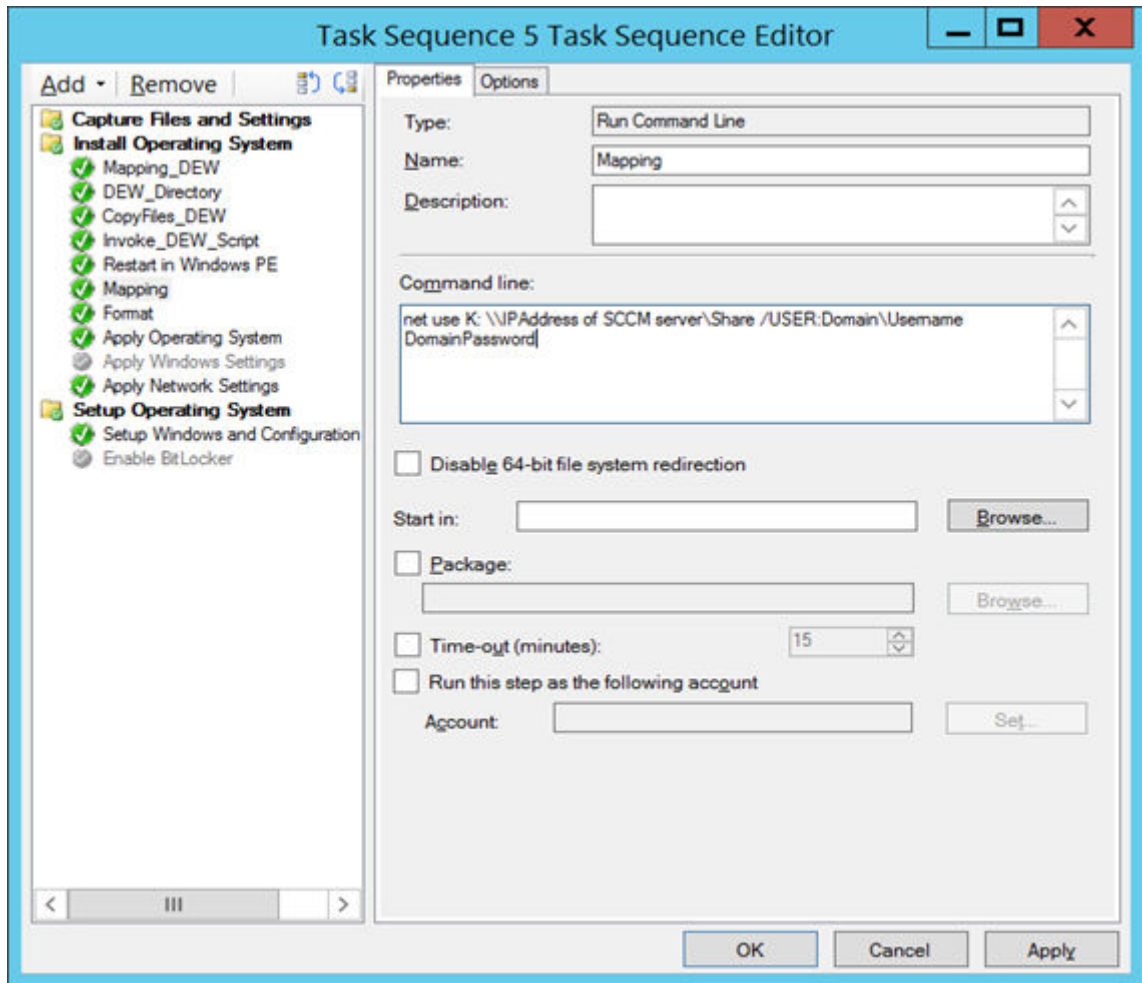 Task Sequence 5 Task Sequence Editor
Add
Remove
Capture Files and Settings
Install Operating System
Mapping_DEW
DEW_Directory
CopyFiles_DEW
Invoke_DEW_Script
Restart in Windows PE
Mapping
Format
Apply Operating System
Apply Windows Settings
Apply Network Settings
Setup Operating System
Setup Windows and Configuration
Enable BitLocker
Properties
Options
Type:
Run Command Line
Name:
Mapping
Description:
Command line:
net use K: \\IPAddress of SCCM server\Share /USER:Domain\Username
DomainPassword
Disable 64-bit file system redirection
Start in:
Browse...
Package:
Browse...
Time-out (minutes):
15
Run this step as the following account
Account:
Set...
OK
Cancel
Apply